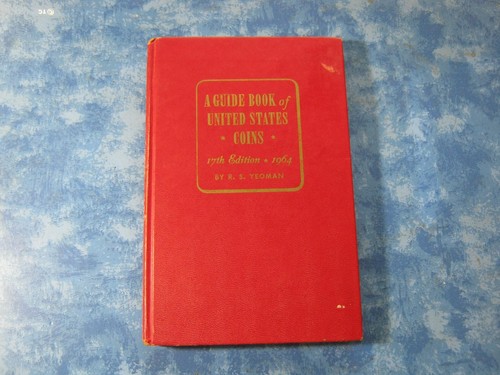 A GUIDE BOOK of
UNITED STATES
COINS
17th Edition • 1964
BY R. S. YEOMAN